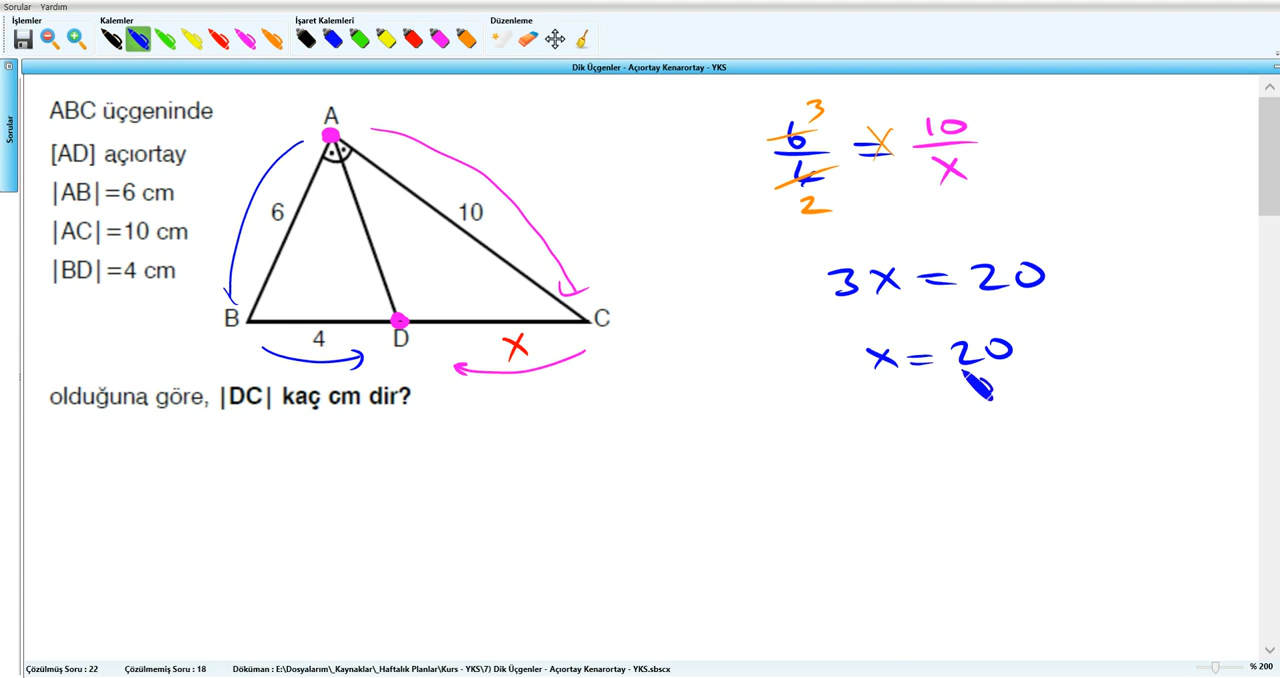 Sorular Yardım
İşlemler Kalemler İşaret Kalemleri Düzenleme
Dik Üçgenler - Açıortay Kenarortay - YKS
Sorular
ABC üçgeninde
[AD] açıortay
|AB|=6 cm
|AC|=10 cm
|BD|=4 cm
A
6
10
B
4
D
x
C
olduğuna göre, |DC| kaç cm dir?
3
6 = 10
4 x
2
3x = 20
x = 20
Çözülmüş Soru : 22 Çözülmemiş Soru : 18 Döküman : E:\Dosyalarım\_Kaynaklar\_Haftalık Planlar\Kurs - YKS\7) Dik Üçgenler - Açıortay Kenarortay - YKS.sbscx % 200